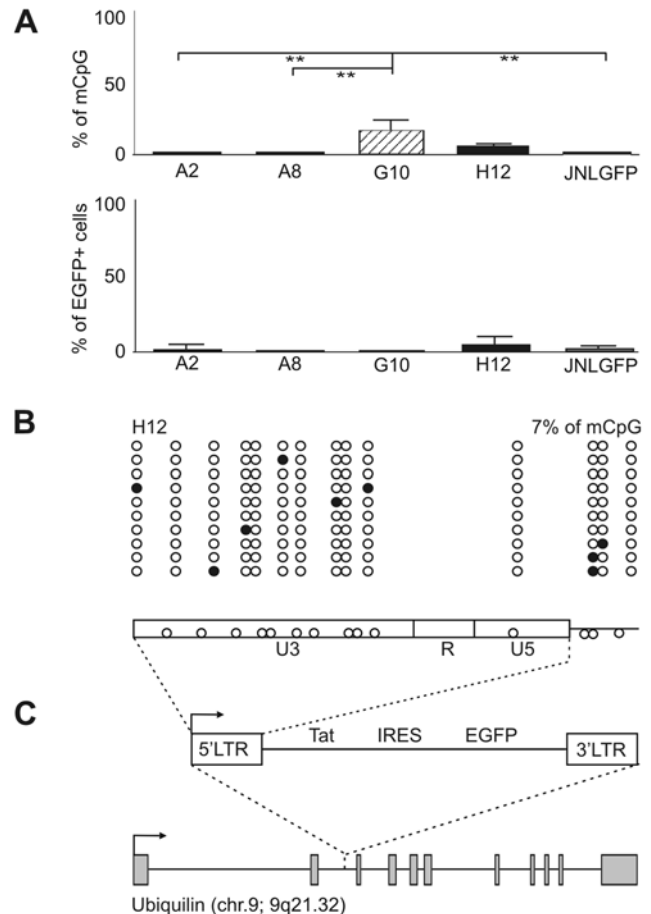 A
% of mCpG
100
50
0
** **
**
A2 A8 G10 H12 JNLGFP
% of EGFP+ cells
100
50
0
A2 A8 G10 H12 JNLGFP
B
H12 7% of mCpG
U3 R U5
C
5'LTR Tat IRES EGFP 3'LTR
Ubiquilin (chr.9; 9q21.32)